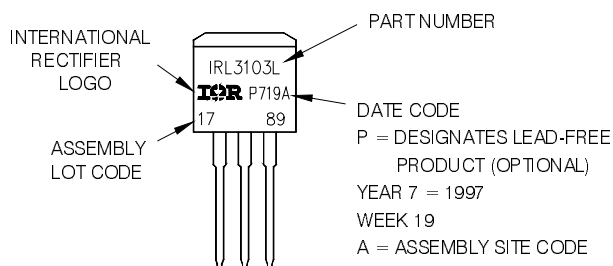 INTERNATIONAL
RECTIFIER
LOGO
ASSEMBLY
LOT CODE
PART NUMBER
IRL3103L
IOR P719A
17 89
DATE CODE
P = DESIGNATES LEAD-FREE
PRODUCT (OPTIONAL)
YEAR 7 = 1997
WEEK 19
A = ASSEMBLY SITE CODE